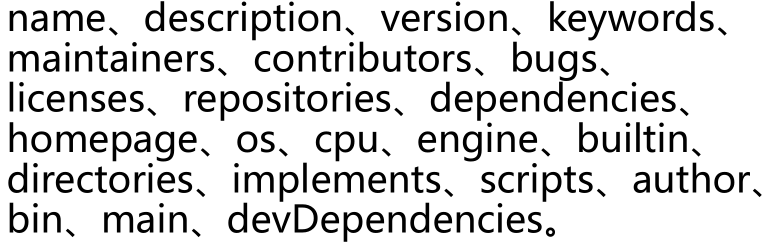 name、description、version、keywords、
maintainers、contributors、bugs、
licenses、repositories、dependencies、
homepage、os、cpu、engine、builtin、
directories、implements、scripts、author、
bin、main、devDependencies。